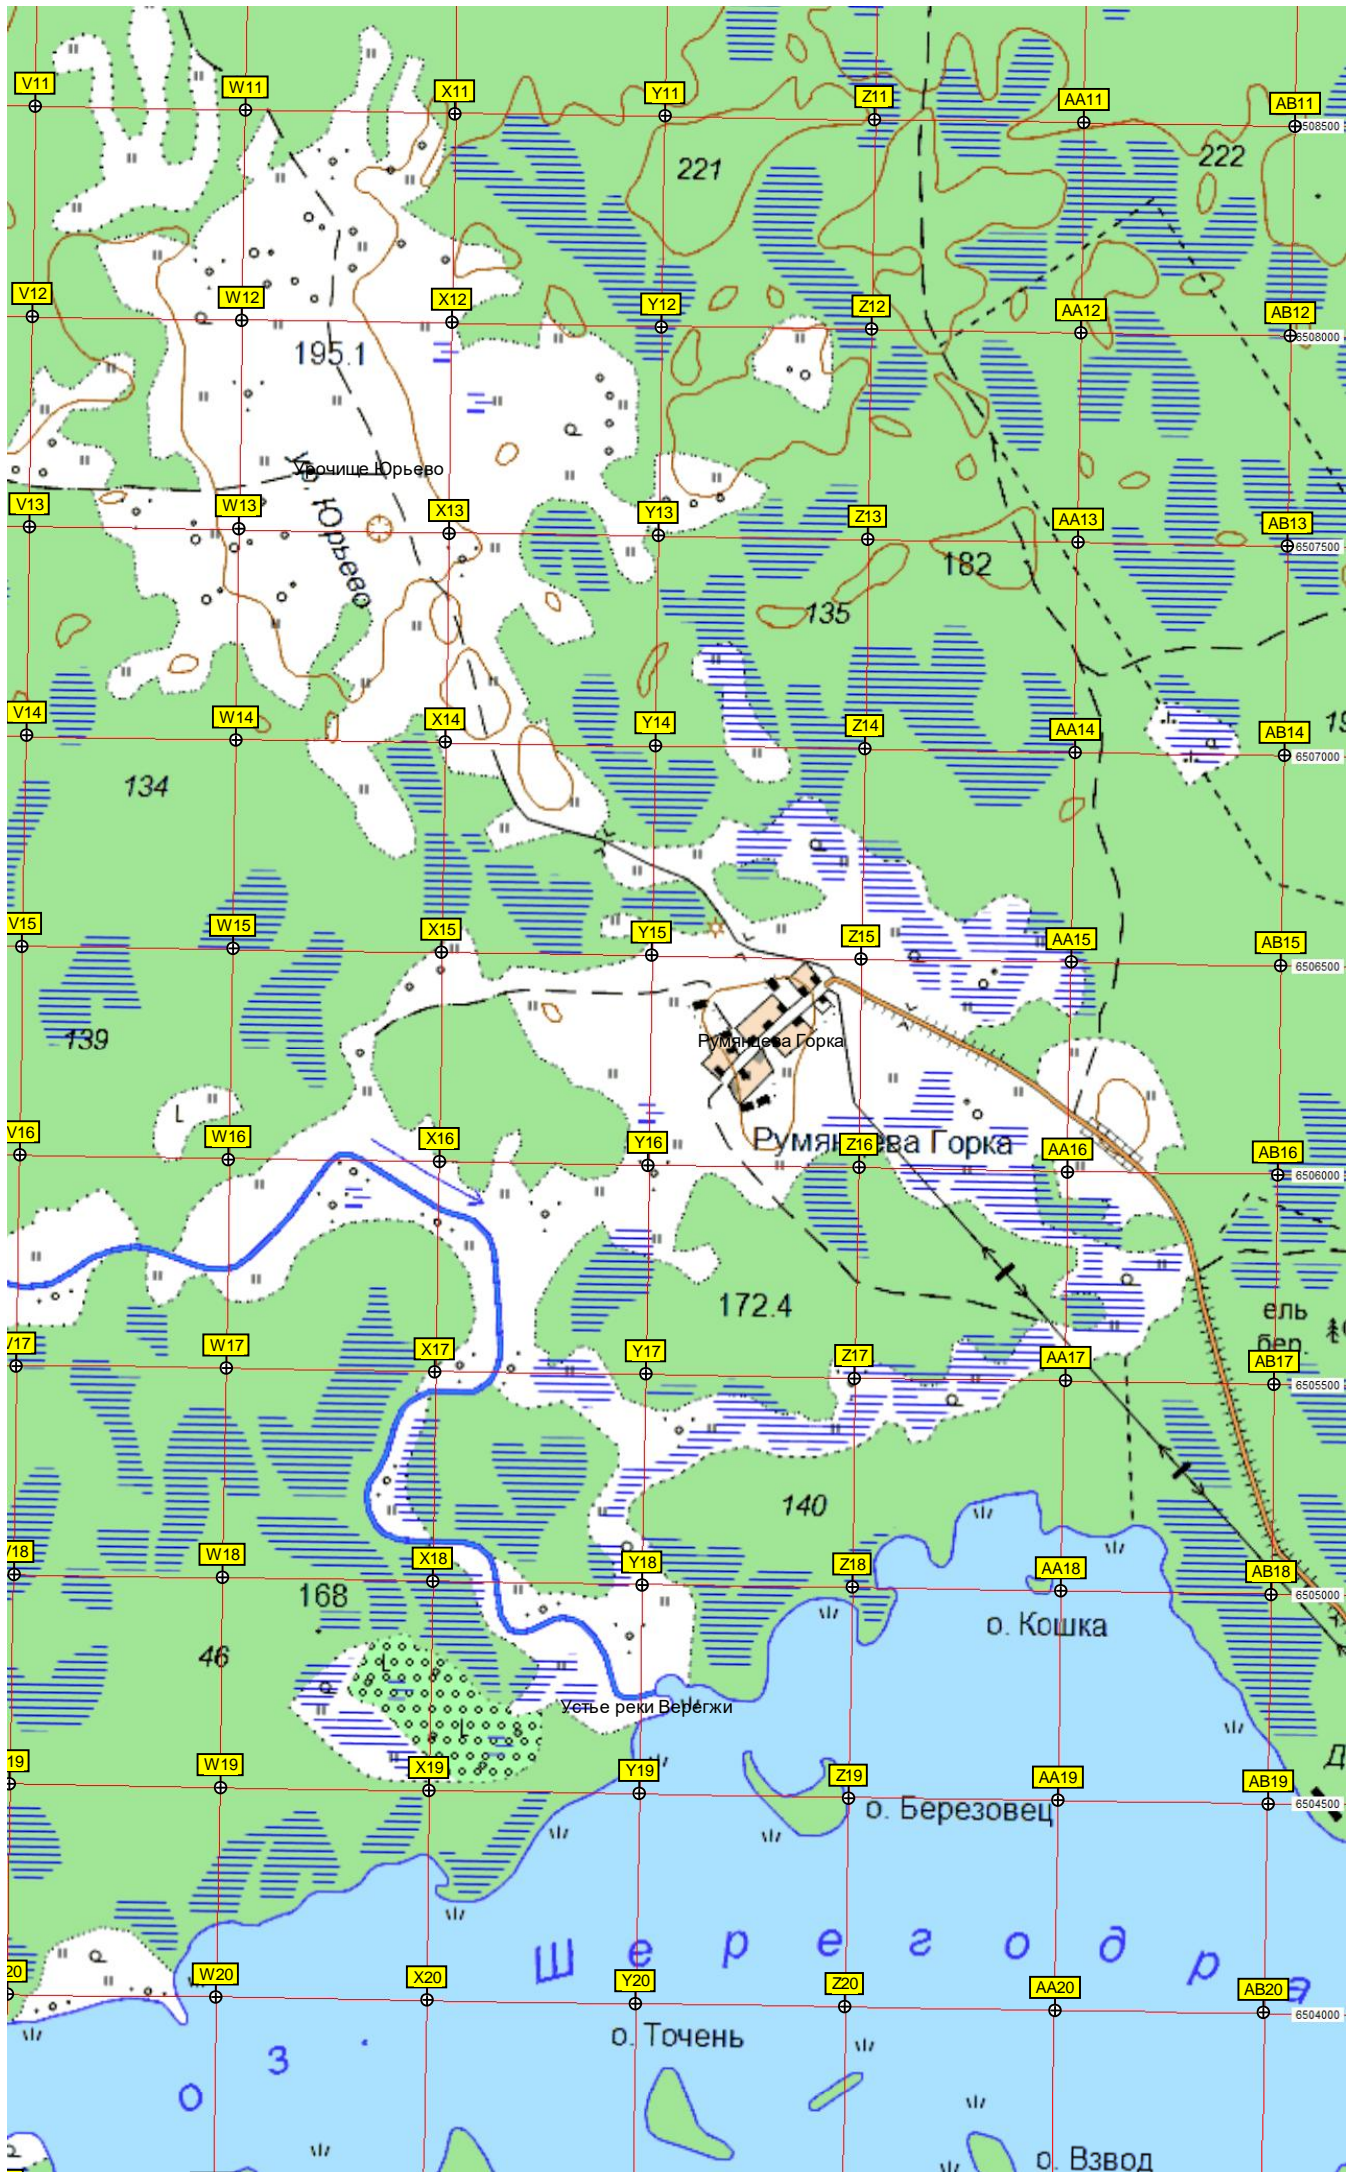 V11 W11 X11 Y11 Z11 AA11 AB11
508500
221 222
V12 W12 X12 Y12 Z12 AA12 AB12
6508000
195.1
Урочище Юрьево
ур. Юрьево
V13 W13 X13 Y13 Z13 AA13 AB13
6507500
182
135
V14 W14 X14 Y14 Z14 AA14 AB14
19
6507000
134
V15 W15 X15 Y15 Z15 AA15 AB15
6506500
139
Румянцева Горка
Румянцева Горка
V16 W16 X16 Y16 Z16 AA16 AB16
6506000
172.4
ель
бер.
V17 W17 X17 Y17 Z17 AA17 AB17
6505500
140
V18 W18 X18 Y18 Z18 AA18 AB18
6505000
168
о. Кошка
46
Устье реки Верегжи
Д
19 W19 X19 Y19 Z19 AA19 AB19
6504500
о. Березовец
оз. Шерегодра
20 W20 X20 Y20 Z20 AA20 AB20
6504000
о. Точень
о. Взвод